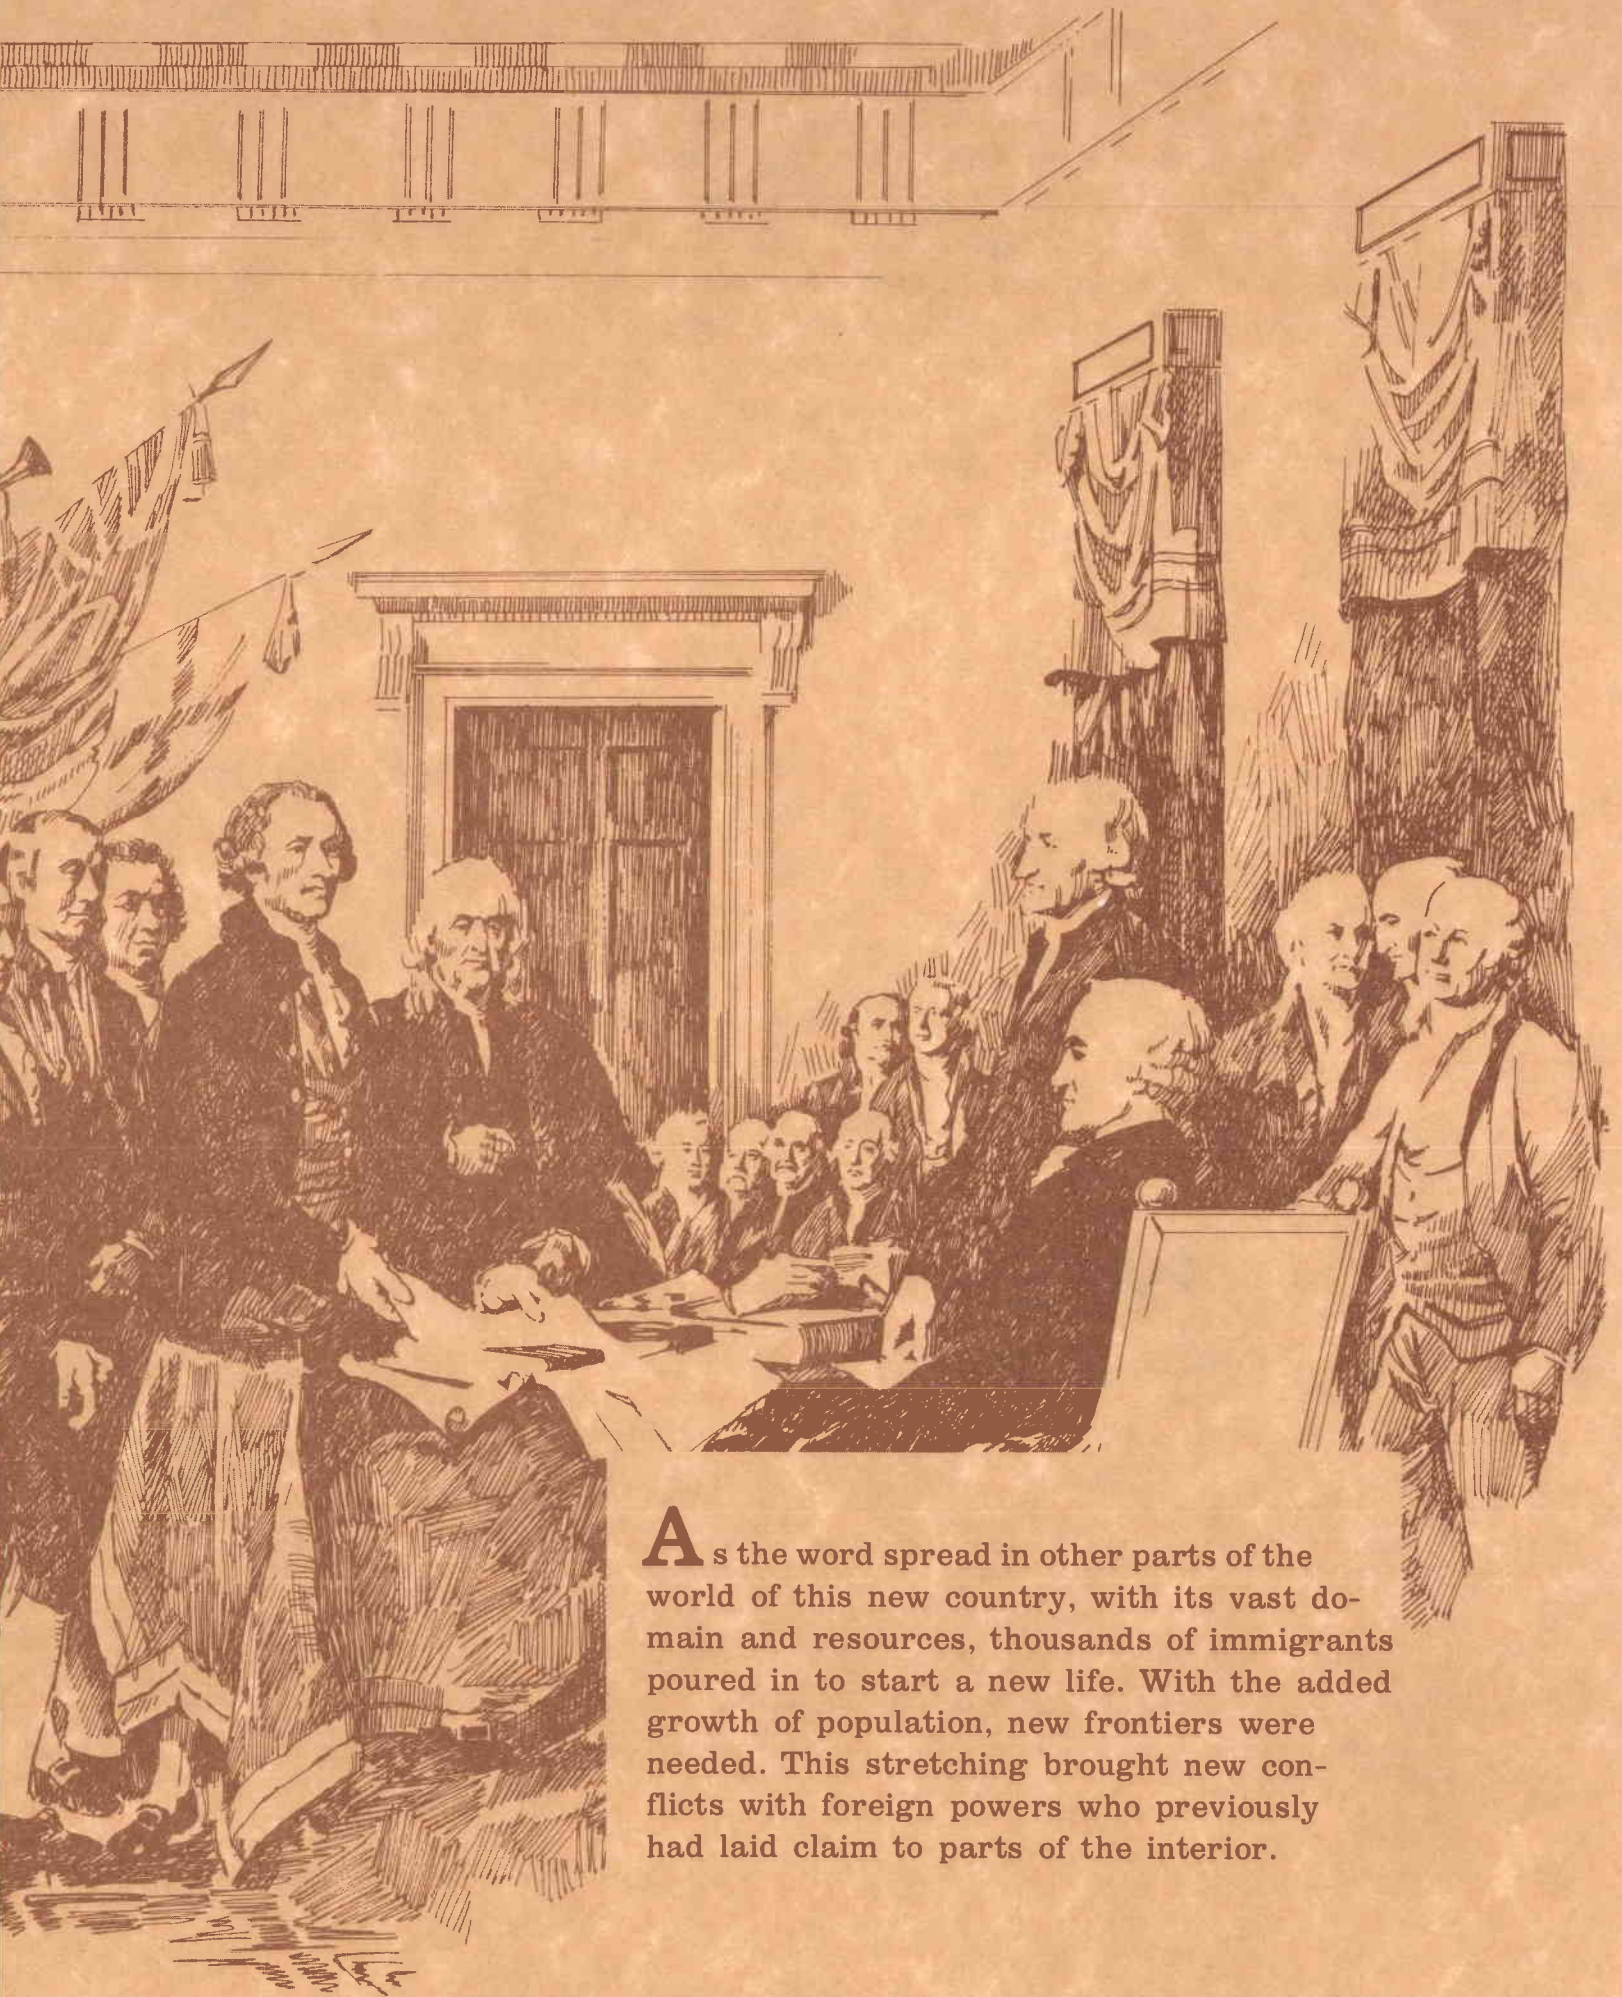 As the word spread in other parts of the
world of this new country, with its vast do-
main and resources, thousands of immigrants
poured in to start a new life. With the added
growth of population, new frontiers were
needed. This stretching brought new con-
flicts with foreign powers who previously
had laid claim to parts of the interior.